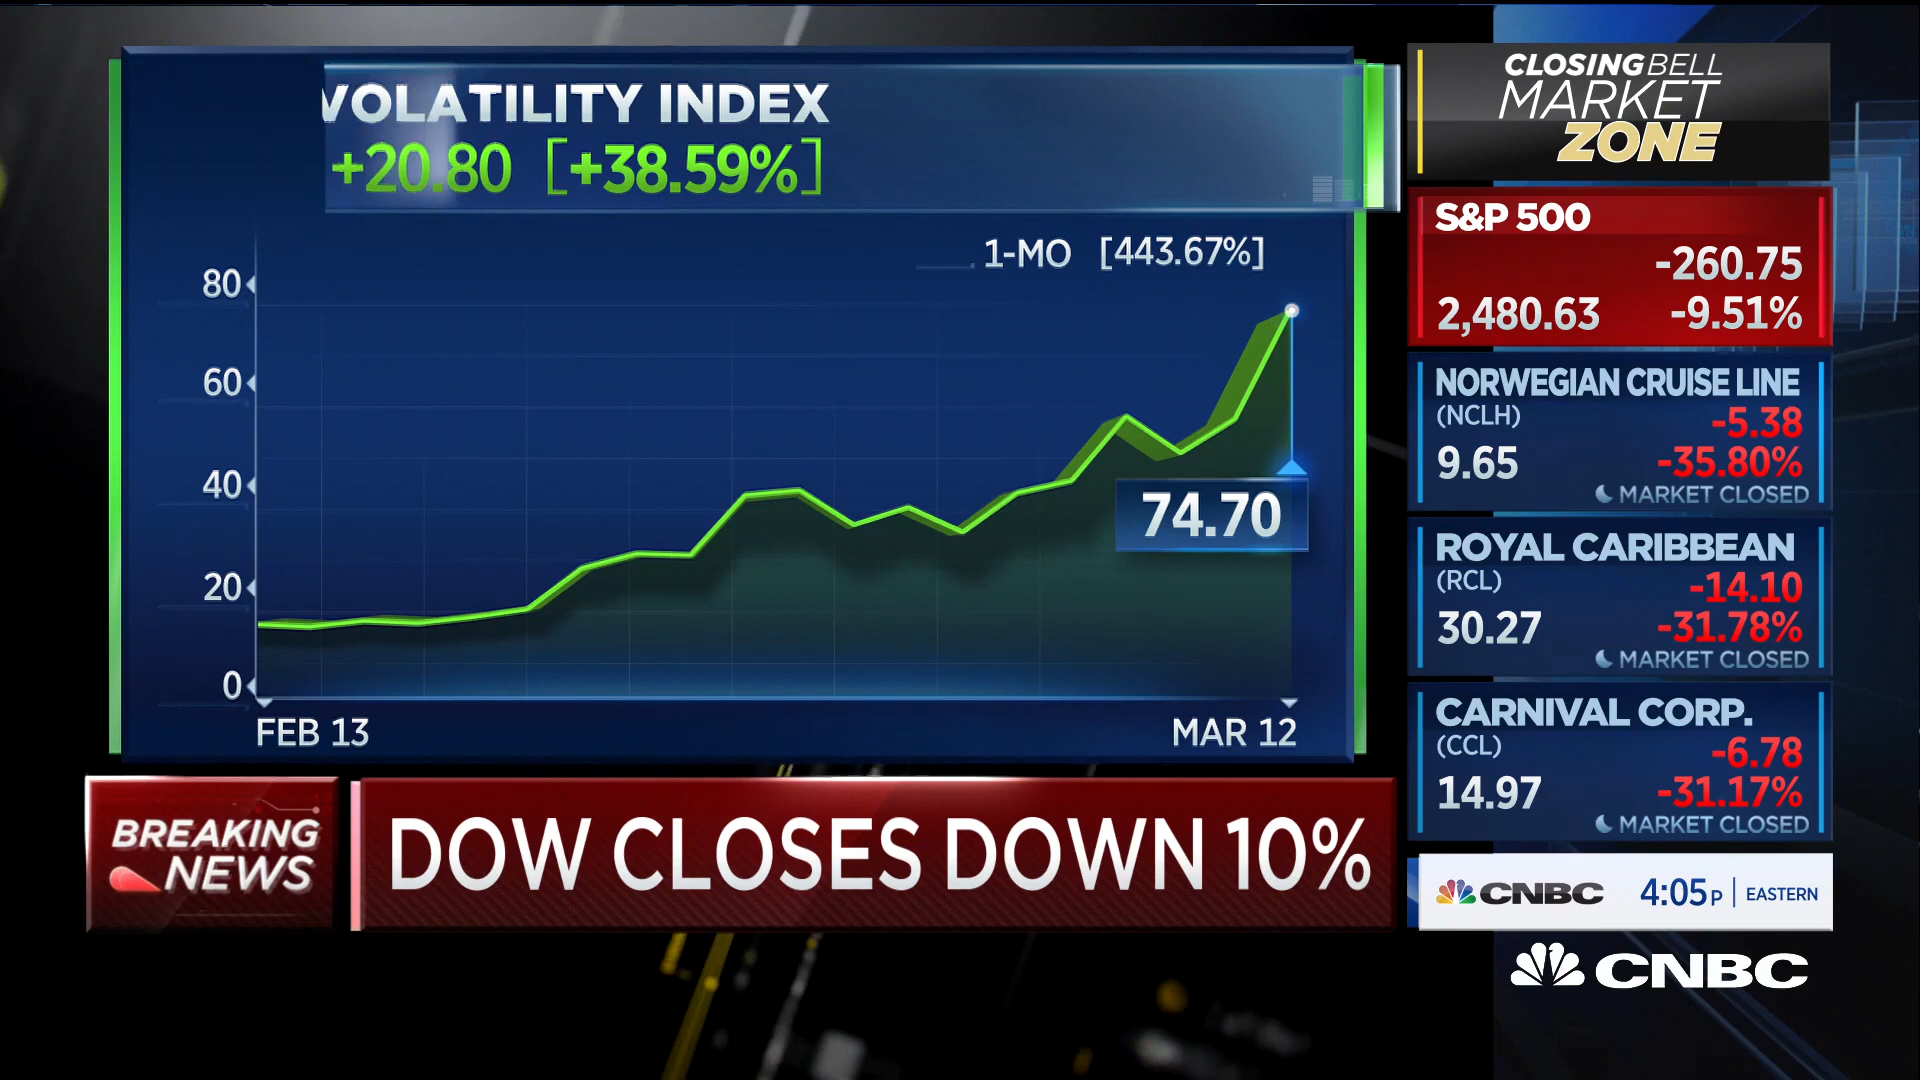 VOLATILITY INDEX
+20.80 [+38.59%]
1-MO [443.67%]
80
60
40
20
0
74.70
FEB 13
MAR 12
BREAKING
NEWS
DOW CLOSES DOWN 10%
CLOSING BELL
MARKET
ZONE
S&P 500
-260.75
2,480.63 -9.51%
NORWEGIAN CRUISE LINE
(NCLH) -5.38
9.65 -35.80%
MARKET CLOSED
ROYAL CARIBBEAN
(RCL) -14.10
30.27 -31.78%
MARKET CLOSED
CARNIVAL CORP.
(CCL) -6.78
14.97 -31.17%
MARKET CLOSED
CNBC 4:05P | EASTERN
CNBC